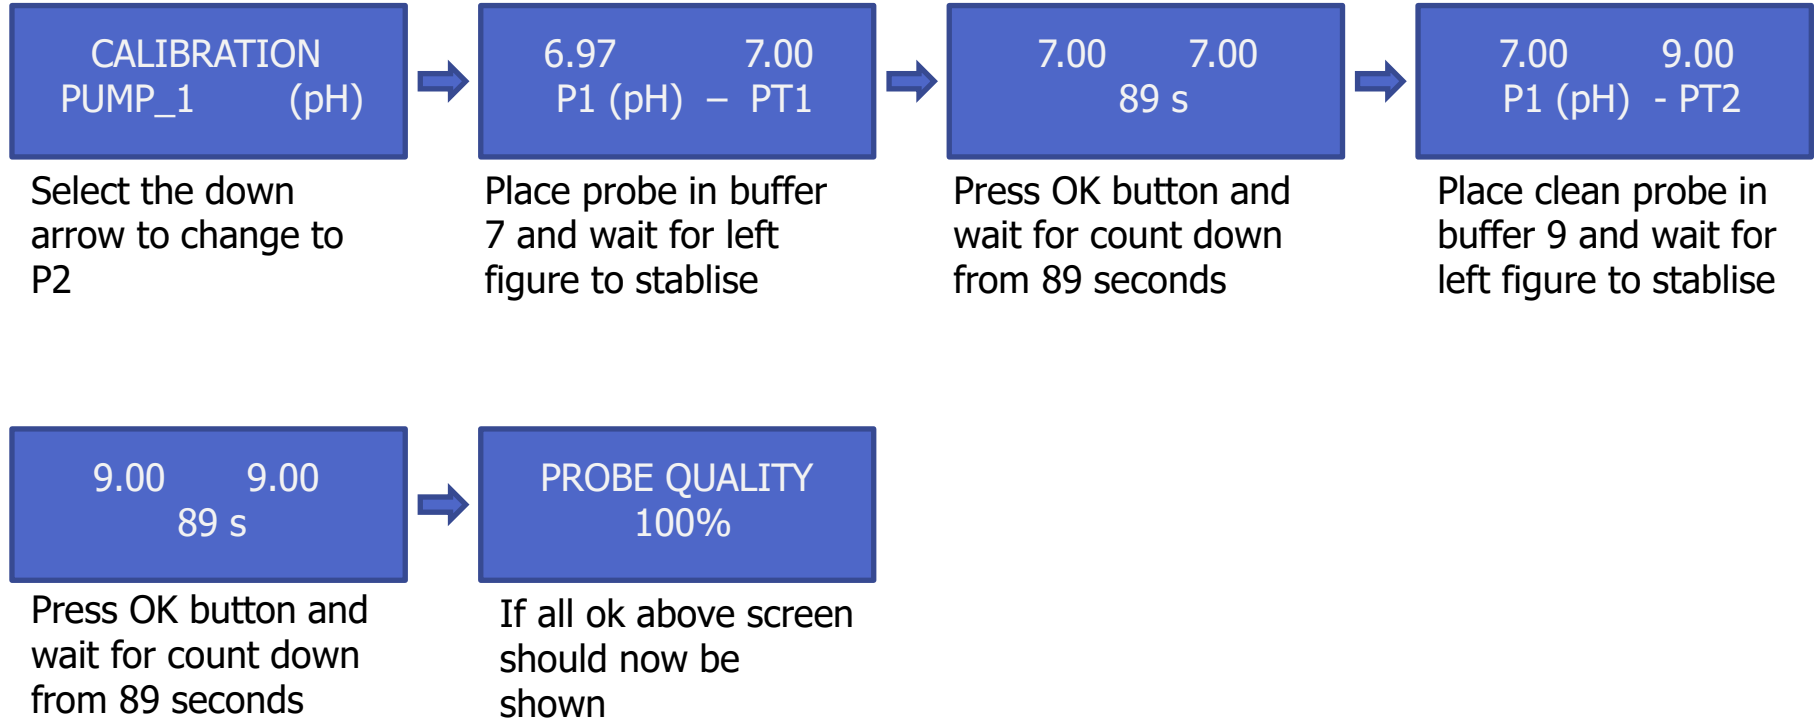 CALIBRATION
PUMP_1 (pH)
Select the down
arrow to change to
P2
6.97 7.00
P1 (pH) – PT1
Place probe in buffer
7 and wait for left
figure to stablise
7.00 7.00
89 s
Press OK button and
wait for count down
from 89 seconds
7.00 9.00
P1 (pH) - PT2
Place clean probe in
buffer 9 and wait for
left figure to stablise
9.00 9.00
89 s
Press OK button and
wait for count down
from 89 seconds
PROBE QUALITY
100%
If all ok above screen
should now be
shown